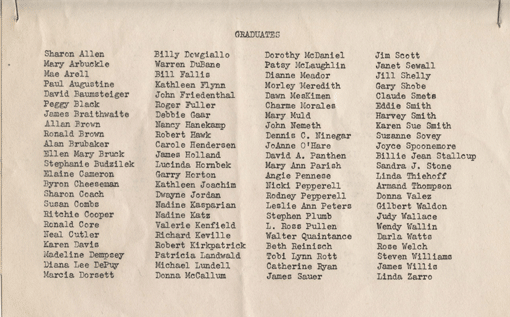 GRADUATES
Sharon Allen
Mary Arbuckle
Mae Arell
Paul Augustine
David Baumsteiger
Peggy Black
James Braithwaite
Allan Brown
Ronald Brown
Alan Brubaker
Ellen Mary Bruck
Stephanie Budzilek
Elaine Cameron
Byron Cheeseman
Sharon Coach
Susan Combs
Ritchie Cooper
Ronald Core
Neal Cutler
Karen Davis
Madeline Dempsey
Diana Lee DePuy
Marcia Dorsett
Billy Dowgiallo
Warren DuBane
Bill Fallis
Kathleen Flynn
John Friedenthal
Roger Fuller
Debbie Gaar
Nancy Hanekamp
Robert Hawk
Carole Hendersen
James Holland
Lucinda Hornbek
Garry Horton
Kathleen Joachim
Dwayne Jordan
Nadine Kasparian
Nadine Katz
Valerie Kenfield
Richard Keville
Robert Kirkpatrick
Patricia Landwald
Michael Lundell
Donna McCallum
Dorothy McDaniel
Patsy McLaughlin
Dianne Meador
Morley Meredith
Dawn MesKimen
Charme Morales
Mary Muld
John Nemeth
Dennis C. Ninegar
JoAnne O'Hare
David A. Panthen
Mary Ann Parish
Angie Pennese
Nicki Pepperell
Rodney Pepperell
Leslie Ann Peters
Stephen Plumb
L. Ross Pullen
Walter Quaintance
Beth Reinisch
Tobi Lynn Rott
Catherine Ryan
James Sauer
Jim Scott
Janet Sewall
Jill Shelly
Gary Shobe
Claude Smets
Eddie Smith
Harvey Smith
Karen Sue Smith
Suzanne Sovey
Joyce Spoonemore
Billie Jean Stallcup
Sandra J. Stone
Linda Thiehoff
Armand Thompson
Donna Valez
Gilbert Waldon
Judy Wallace
Wendy Wallin
Darla Watts
Rose Welch
Steven Williams
James Willis
Linda Zarro